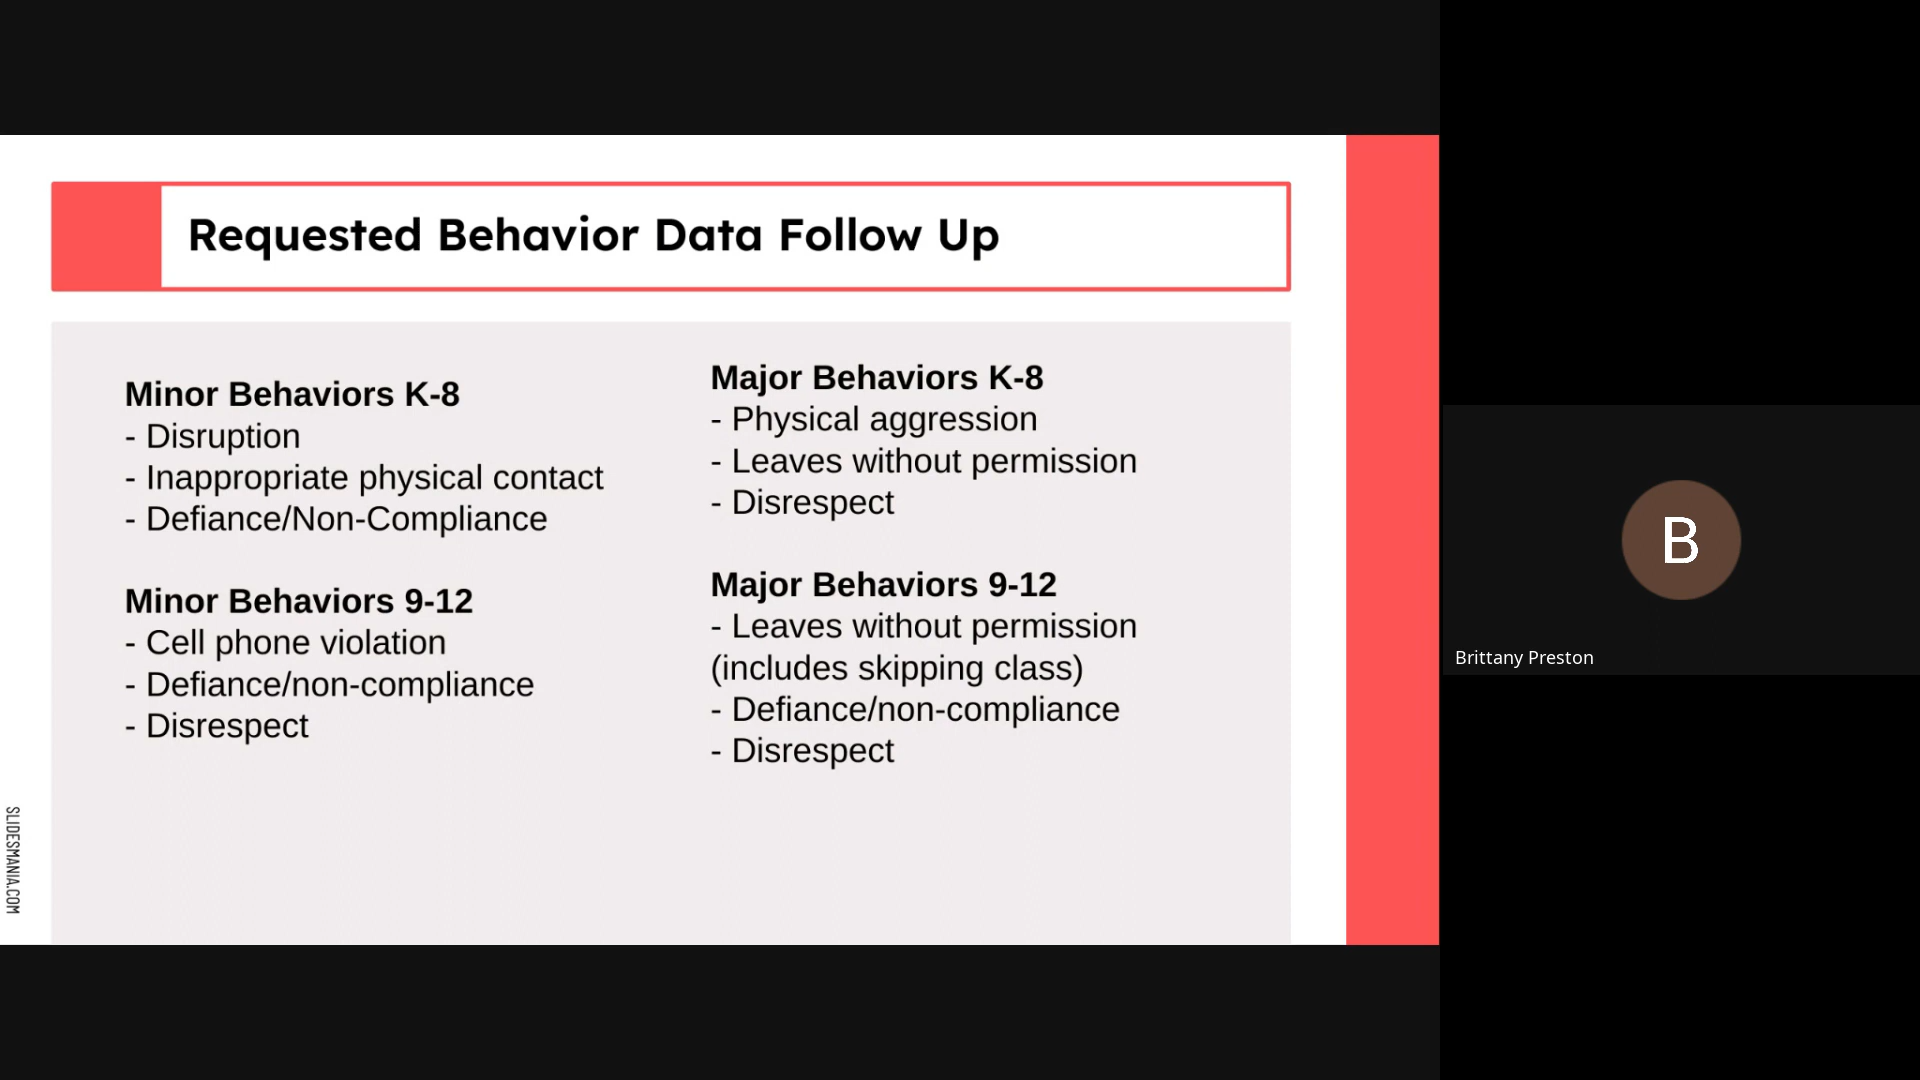 Requested Behavior Data Follow Up
Minor Behaviors K-8
- Disruption
- Inappropriate physical contact
- Defiance/Non-Compliance
Minor Behaviors 9-12
- Cell phone violation
- Defiance/non-compliance
- Disrespect
Major Behaviors K-8
- Physical aggression
- Leaves without permission
- Disrespect
Major Behaviors 9-12
- Leaves without permission
(includes skipping class)
- Defiance/non-compliance
- Disrespect
SLIDESMANIA.COM
B
Brittany Preston